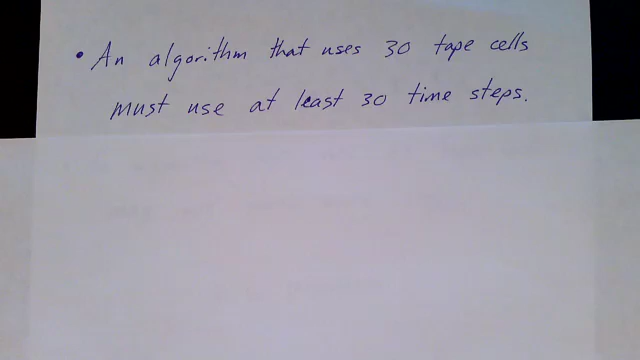 • An algorithm that uses 30 tape cells
must use at least 30 time steps.